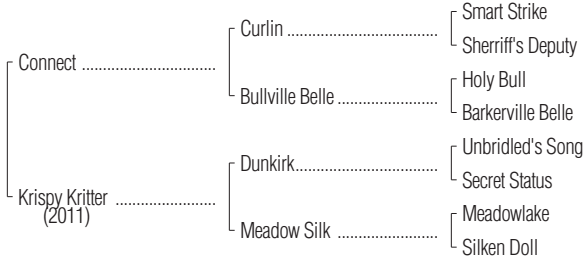 Smart Strike
Curlin ..............................................
Sherriff's Deputy
Connect .........................................
Holy Bull
Bullville Belle ...............................
Barkerville Belle
Unbridled's Song
Dunkirk............................................
Secret Status
Krispy Kritter ..............................
(2011)
Meadowlake
Meadow Silk ...............................
Silken Doll